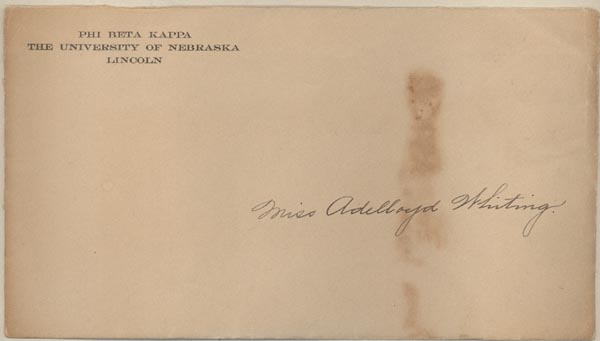 PHI BETA KAPPA
THE UNIVERSITY OF NEBRASKA
LINCOLN
Miss Adelloyd Whiting.